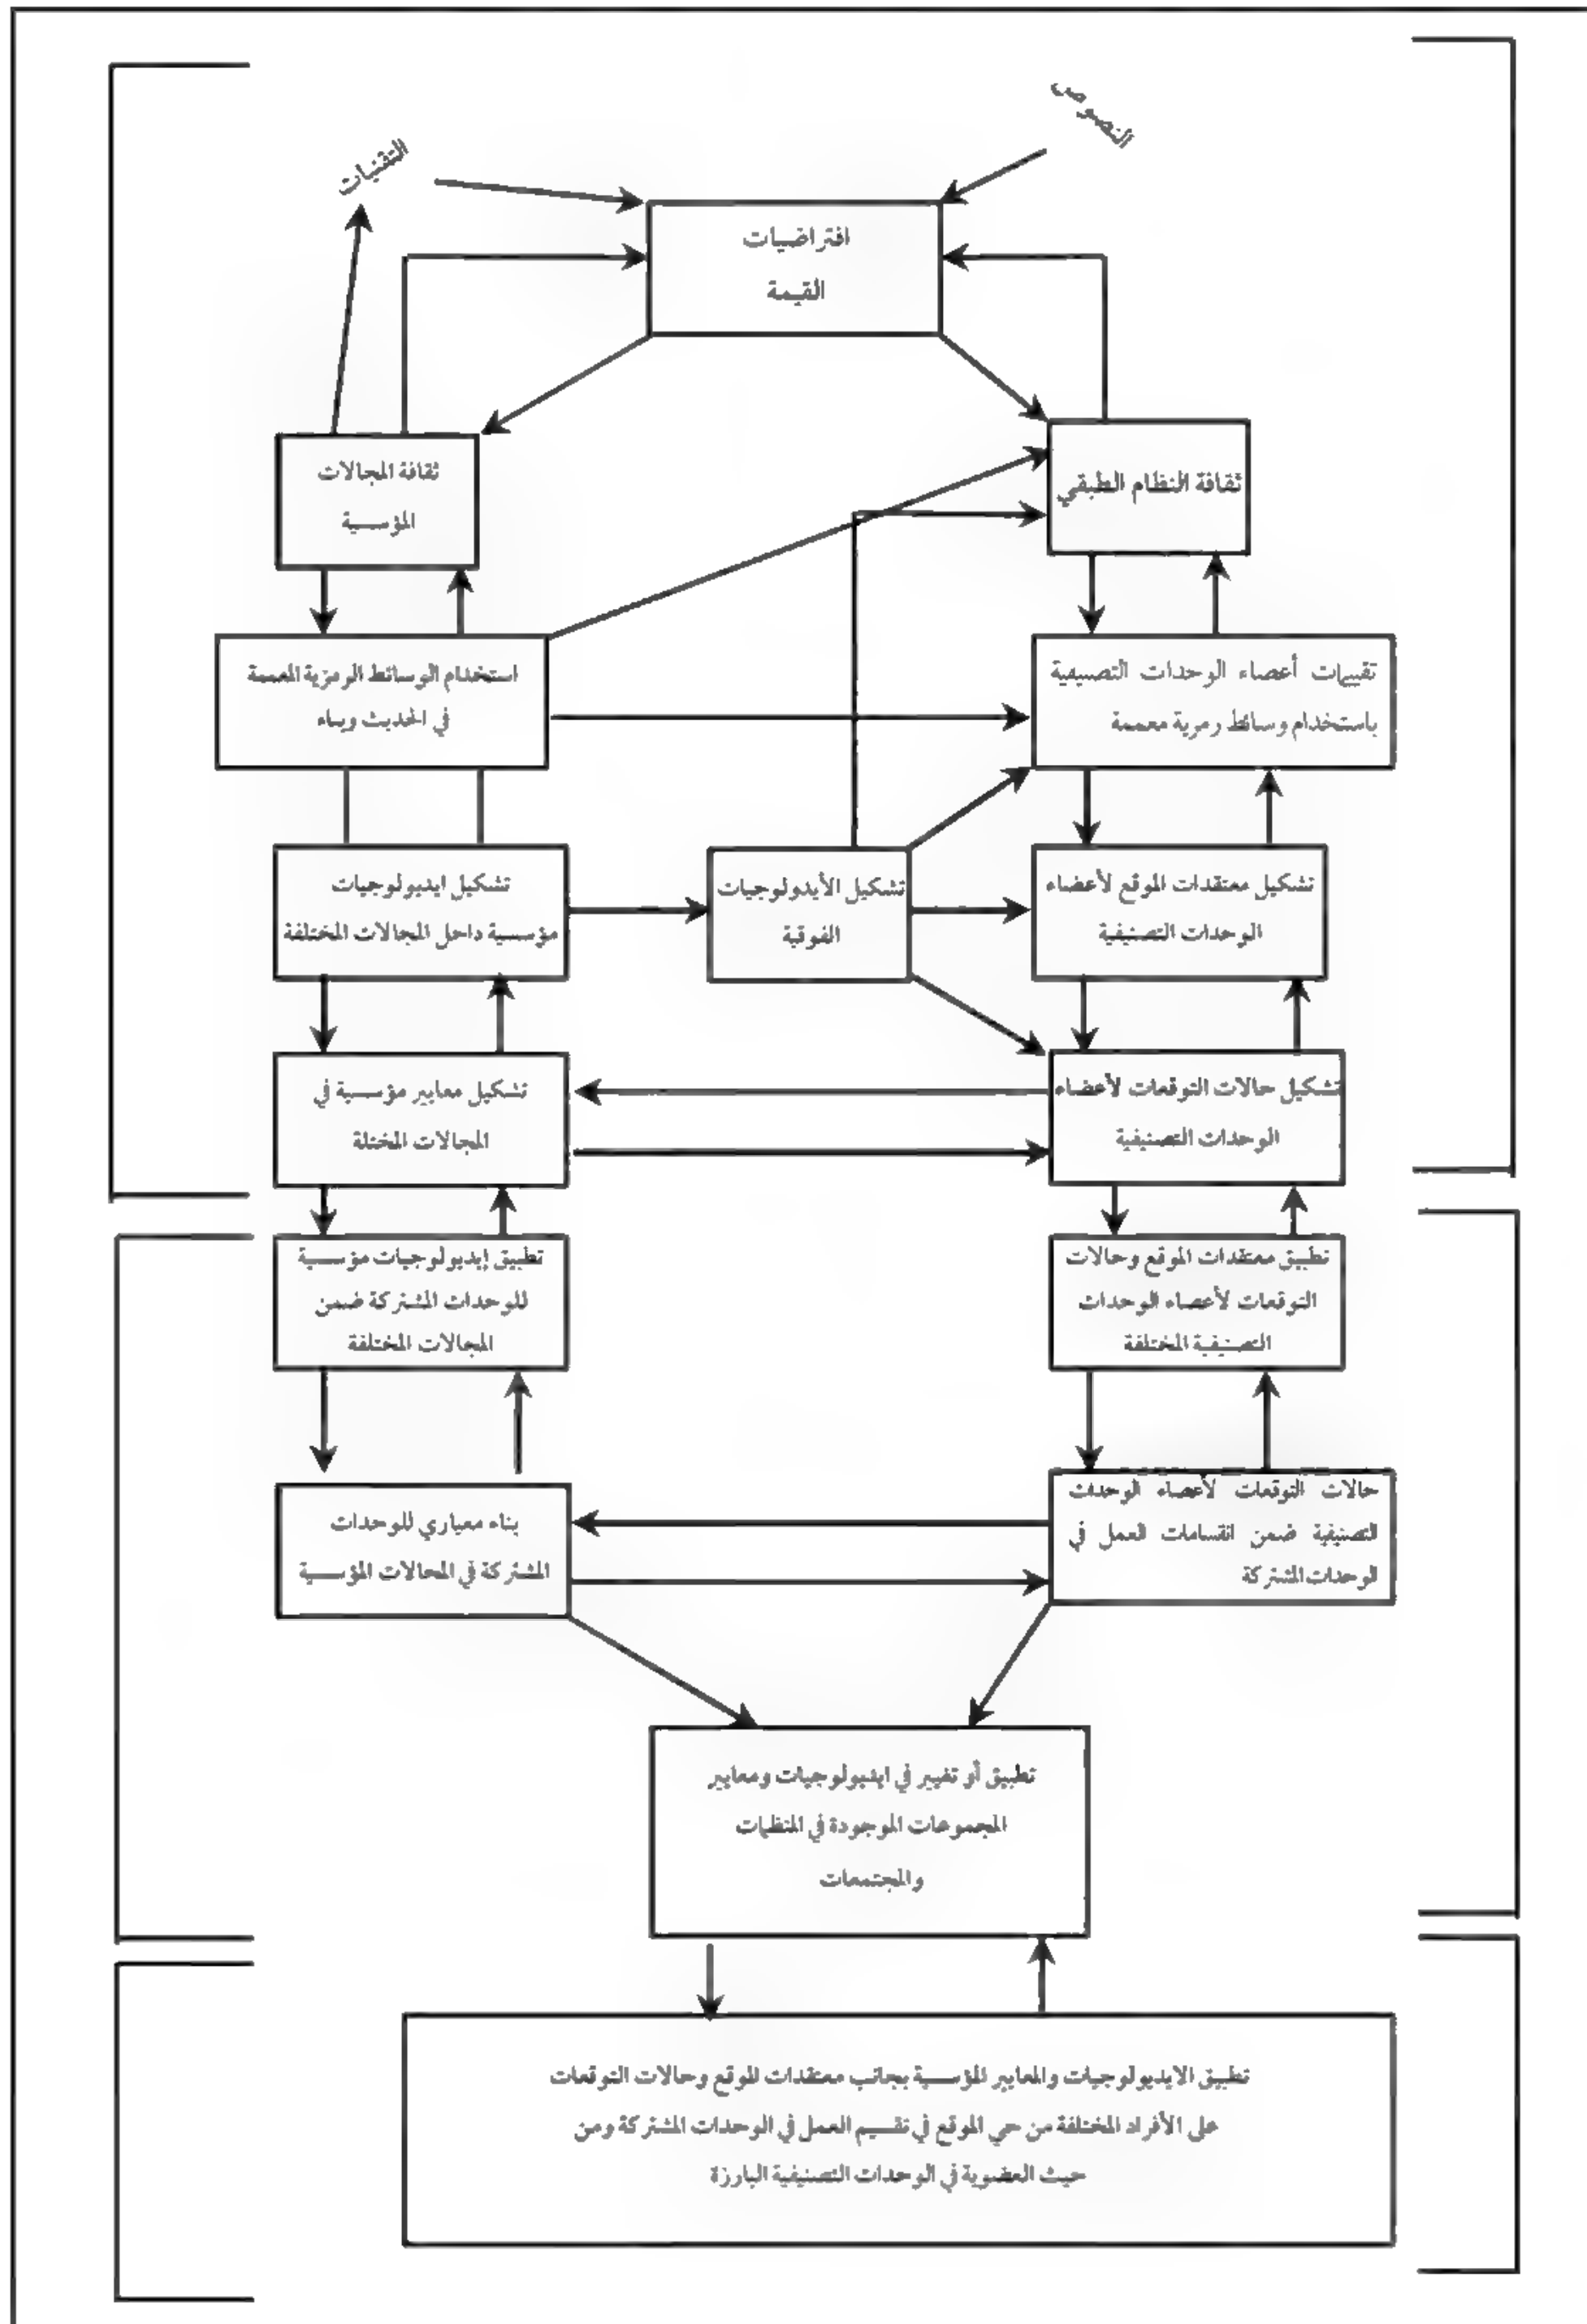 النصوص
التقنيات
افتراضيات
القيمة
ثقافة النظام الطبقي
ثقافة المجالات
المؤسسية
تقييمات أعضاء الوحدات التصنيفية
باستخدام وسائط رمزية معممة
استخدام الوسائط الرمزية المعممة
في الحديث وبناء
تشكيل معتقدات الموقع لأعضاء
الوحدات التصنيفية
تشكيل الأيدولوجيات
الفوقية
تشكيل ايديولوجيات
مؤسسية داخل المجالات المختلفة
تشكيل حالات التوقعات لأعضاء
الوحدات التصنيفية
تشكيل معايير مؤسسية في
المجالات المختلة
تطبيق معتقدات الموقع وحالات
التوقعات لأعضاء الوحدات
التصنيفية المختلفة
تطبيق إيديولوجيات مؤسسية
للوحدات المشتركة ضمن
المجالات المختلفة
حالات التوقعات لأعضاء الوحدات
التصنيفية ضمن انقسامات العمل في
الوحدات المشتركة
بناء معياري للوحدات
المشتركة في المجالات المؤسسية
تطبيق أو تغيير في ايديولوجيات ومعايير
المجموعات الموجودة في المنظمات
والمجتمعات
تطبيق الايديولوجيات والمعايير المؤسسية بجانب معتقدات الموقع وحالات التوقعات
على الأفراد المختلفة من حي الموقع في تقسيم العمل في الوحدات المشتركة ومن
حيث العضوية في الوحدات التصنيفية البارزة